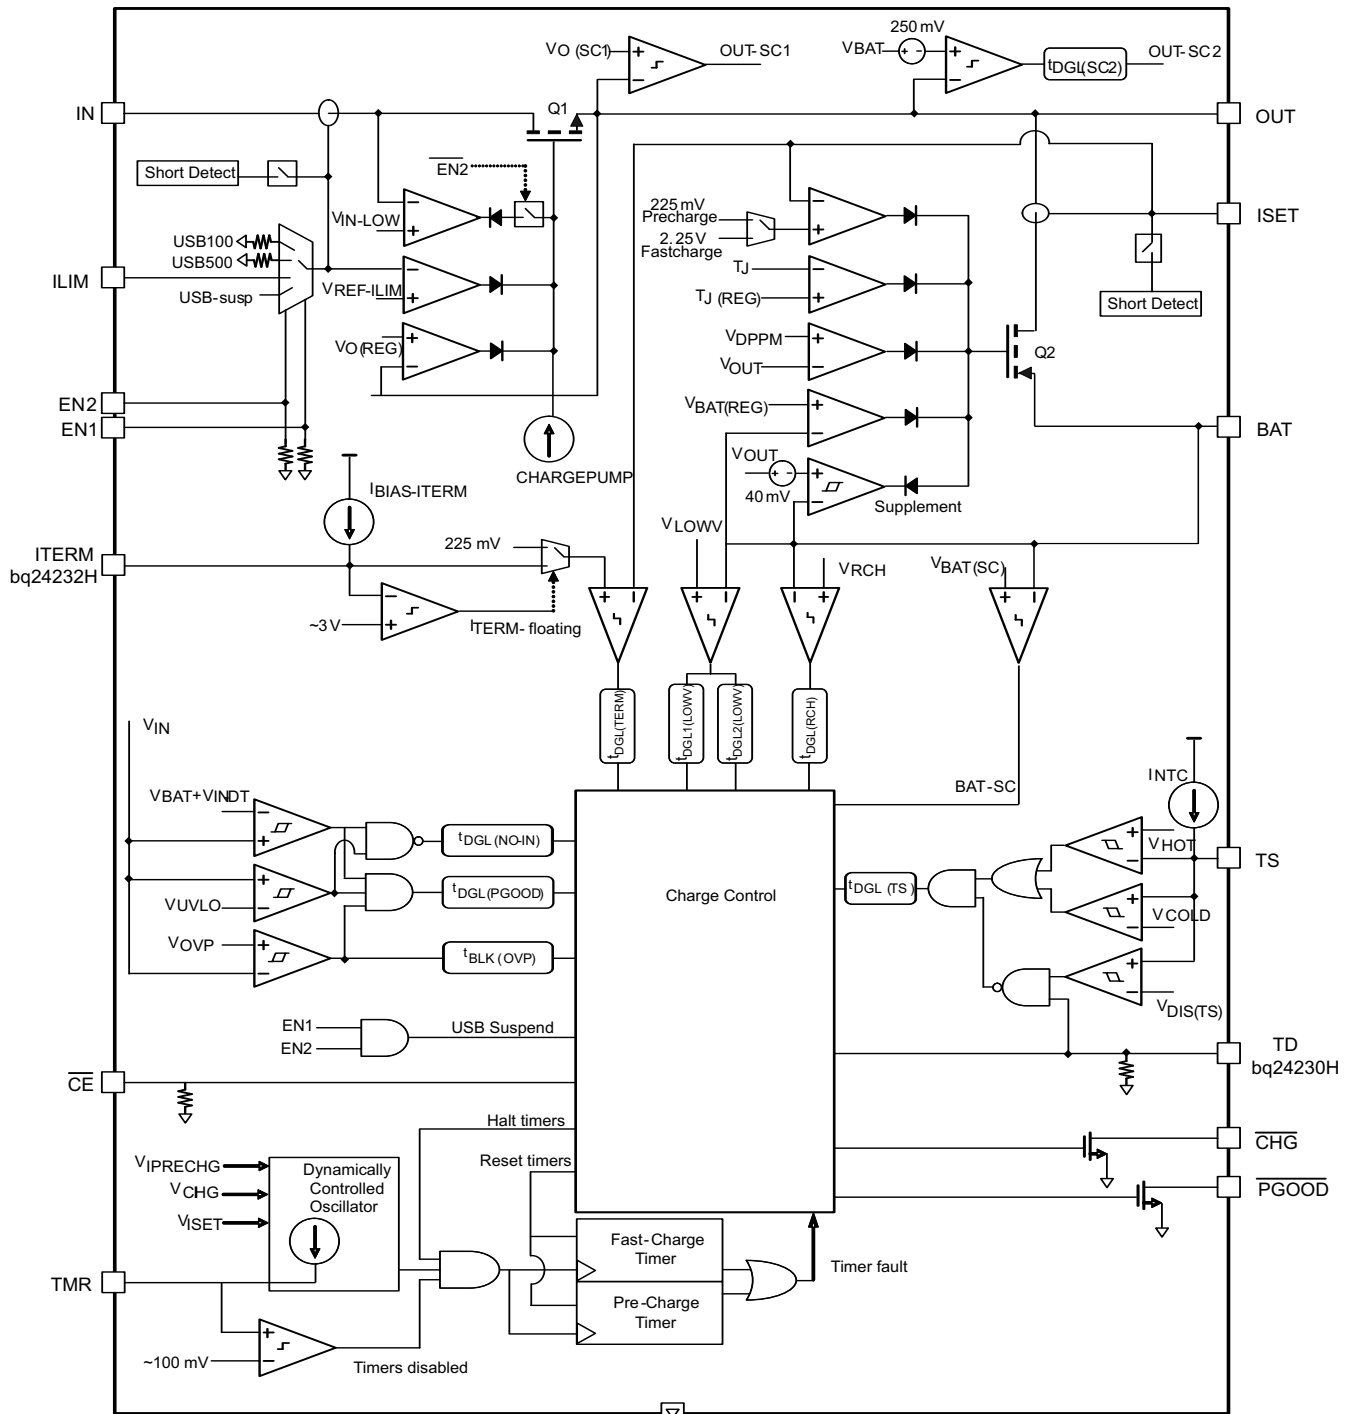 250 mV
VO (SC1)
OUT-SC1
VBAT
tDGL(SC2)
OUT-SC2
IN
Q1
OUT
Short Detect
EN2
VIN-LOW
225 mV
Precharge
2.25V
Fastcharge
ISET
USB100
USB500
ILIM
USB-susp
VREF-ILIM
TJ
TJ (REG)
Short Detect
VO(REG)
VDPPM
VOUT
Q2
EN2
EN1
VBAT(REG)
BAT
CHARGEPUMP
VOUT
40 mV
Supplement
IBIAS-ITERM
VLOWV
ITERM
bq24232H
225 mV
VRCH
VBAT(SC)
~3 V
ITERM- floating
tDGL(TERM)
tDGL1(LOWV)
tDGL2(LOWV)
tDGL(RCH)
VIN
BAT-SC
INTC
VBAT+VINDT
tDGL(NO-IN)
VHOT
TS
VUVLO
tDGL(PGOOD)
Charge Control
tDGL (TS)
VCOLD
VOVP
tBLK (OVP)
VDIS(TS)
EN1
EN2
USB Suspend
TD
bq24230H
CE
Halt timers
CHG
Reset timers
VIPRECHG
VCHG
VISET
Dynamically
Controlled
Oscillator
PGOOD
TMR
Fast-Charge
Timer
Timer fault
Pre-Charge
Timer
~100 mV
Timers disabled